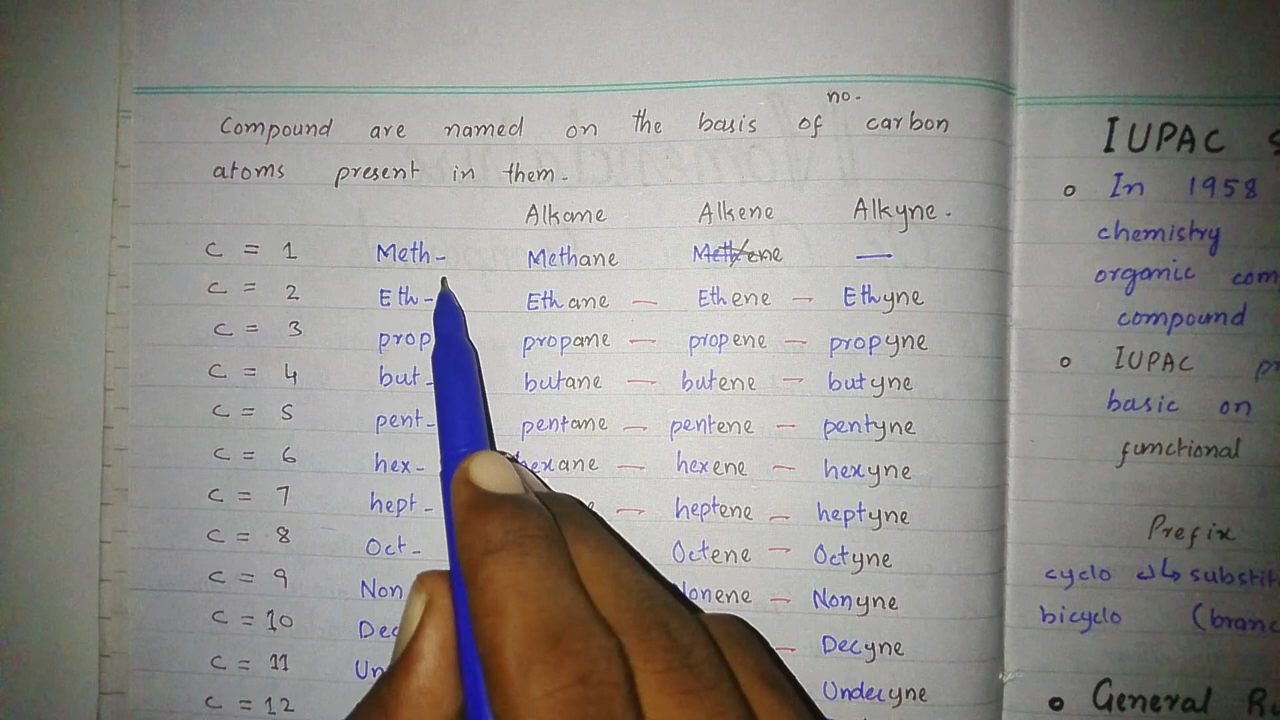 no.
Compound are named on the basis of carbon
atoms present in them.
Alkane Alkene Alkyne.
C = 1 Meth- Methane Methene —
C = 2 Eth- Ethane — Ethene — Ethyne
C = 3 prop propane — propene — propyne
C = 4 but- butane — butene — butyne
C = 5 pent- pentane — pentene — pentyne
C = 6 hex- hexane — hexene — hexyne
C = 7 hept- — heptene — heptyne
C = 8 Oct- Octene — Octyne
C = 9 Non Nonene — Nonyne
C = 10 Dec — Decyne
C = 11 Un Undecyne
C = 12
IUPAC
o In 1958
chemistry
organic com
compound
o IUPAC
basic on
functional
Prefix
cyclo substit
bicyclo (branc
• General